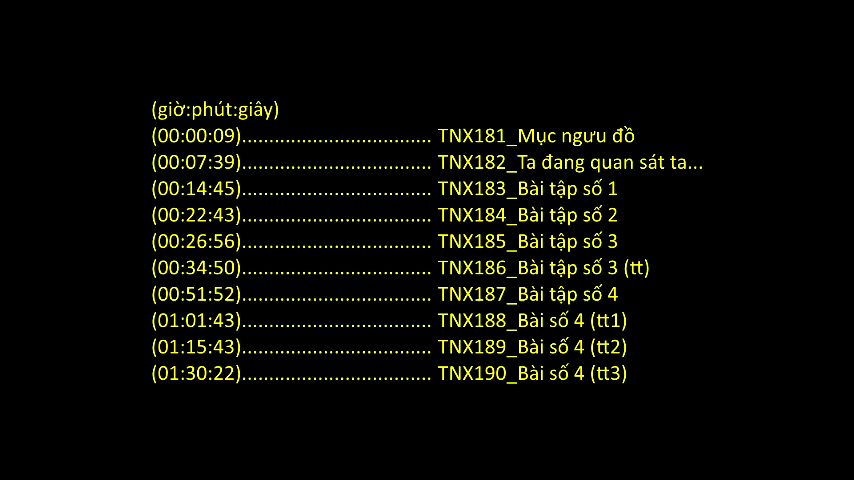 (giờ:phút:giây)
(00:00:09).................................... TNX181_Mục ngưu đồ
(00:07:39).................................... TNX182_Ta đang quan sát ta...
(00:14:45).................................... TNX183_Bài tập số 1
(00:22:43).................................... TNX184_Bài tập số 2
(00:26:56).................................... TNX185_Bài tập số 3
(00:34:50).................................... TNX186_Bài tập số 3 (tt)
(00:51:52).................................... TNX187_Bài tập số 4
(01:01:43).................................... TNX188_Bài số 4 (tt1)
(01:15:43).................................... TNX189_Bài số 4 (tt2)
(01:30:22).................................... TNX190_Bài số 4 (tt3)